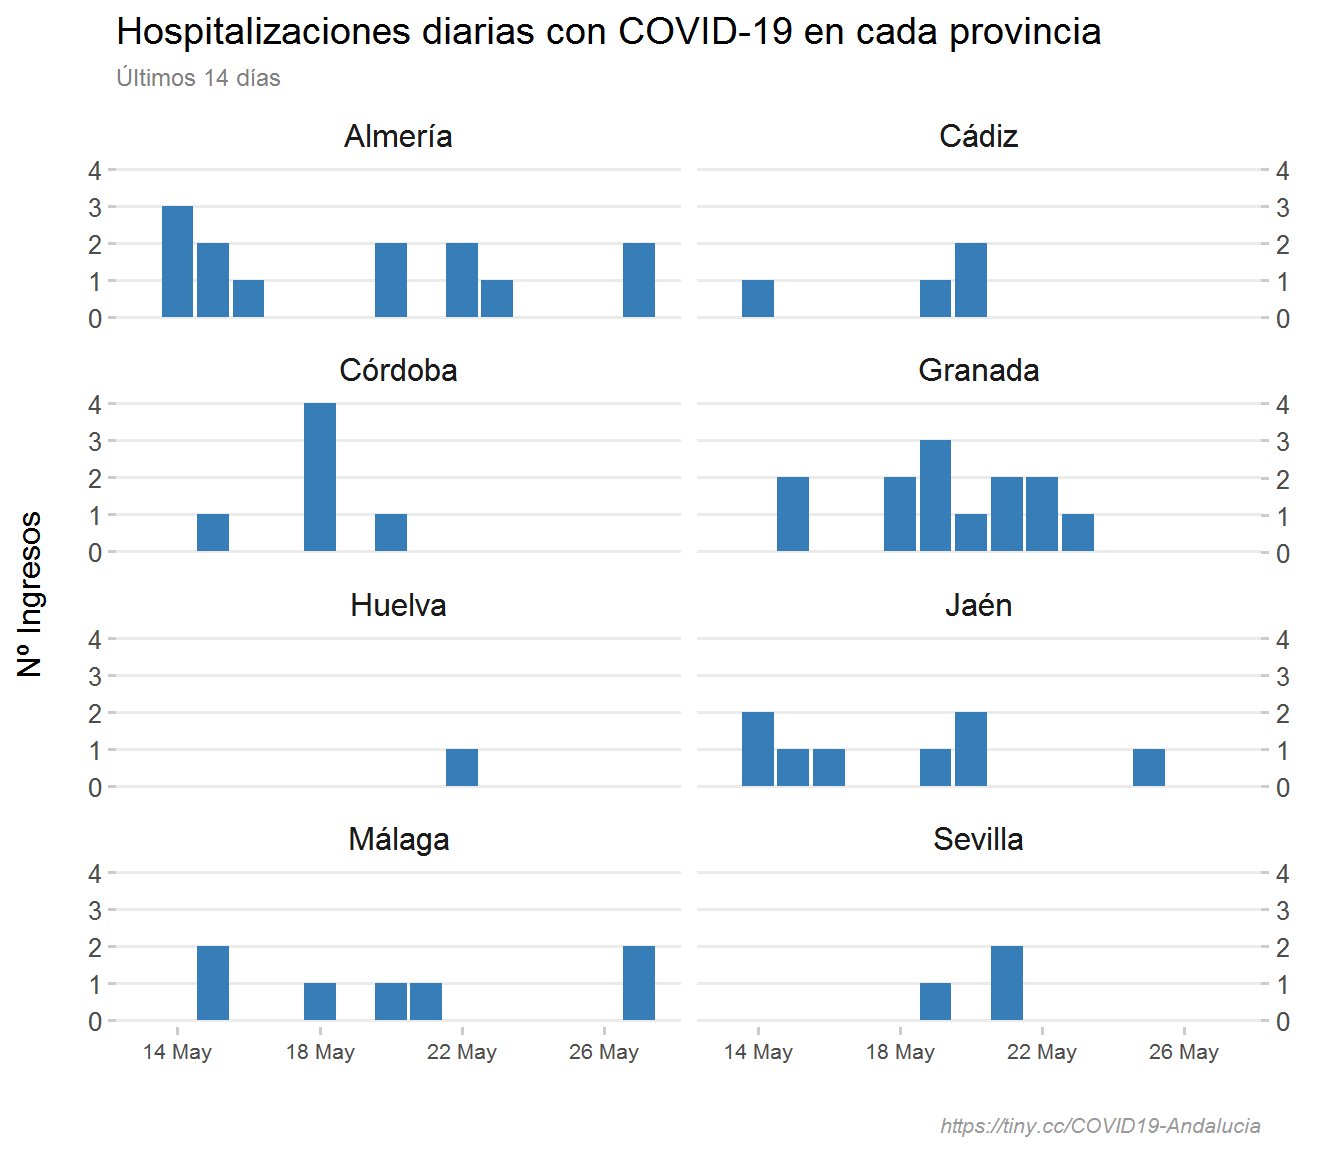 Hospitalizaciones diarias con COVID-19 en cada provincia
Últimos 14 días
Almería
Cádiz
4
3
2
1
0
4
3
2
1
0
Córdoba
Granada
4
3
2
1
0
4
3
2
1
0
Nº Ingresos
Huelva
Jaén
4
3
2
1
0
4
3
2
1
0
Málaga
Sevilla
4
3
2
1
0
4
3
2
1
0
14 May 18 May 22 May 26 May
14 May 18 May 22 May 26 May
https://tiny.cc/COVID19-Andalucia